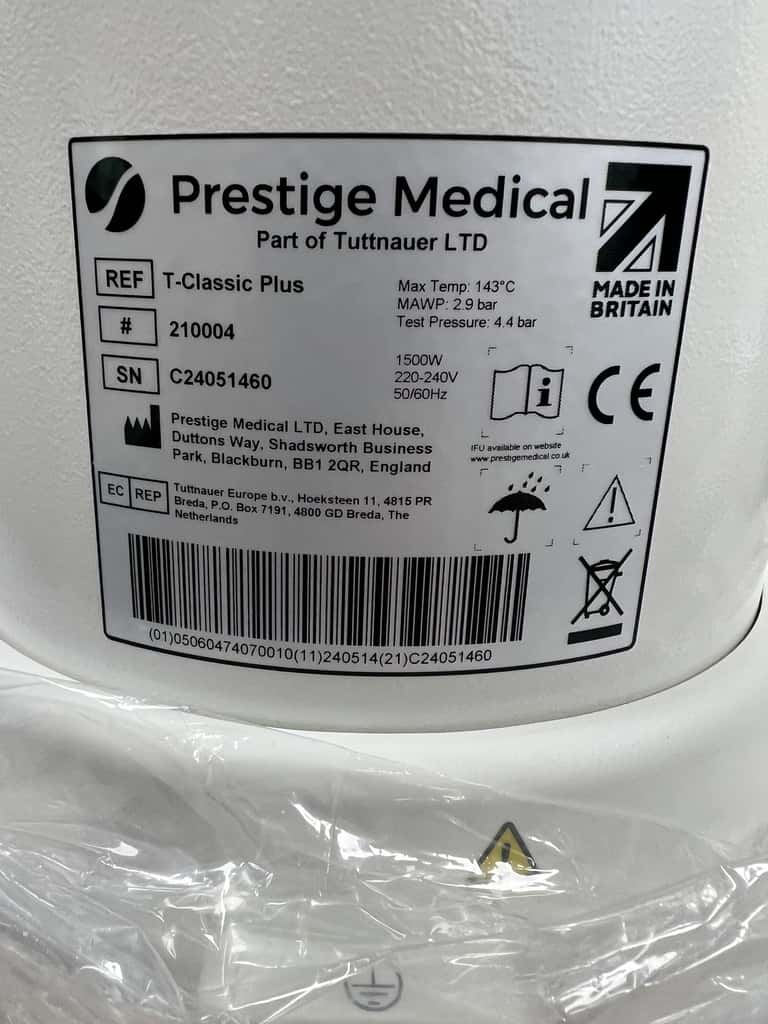 Prestige Medical
Part of Tuttnauer LTD
MADE IN
BRITAIN
REF T-Classic Plus
# 210004
SN C24051460
Max Temp: 143°C
MAWP: 2.9 bar
Test Pressure: 4.4 bar
1500W
220-240V
50/60Hz
i
CE
IFU available on website
www.prestigemedical.co.uk
Prestige Medical LTD, East House,
Duttons Way, Shadsworth Business
Park, Blackburn, BB1 2QR, England
EC REP
Tuttnauer Europe b.v., Hoeksteen 11, 4815 PR
Breda, P.O. Box 7191, 4800 GD Breda, The
Netherlands
(01)05060474070010(11)240514(21)C24051460